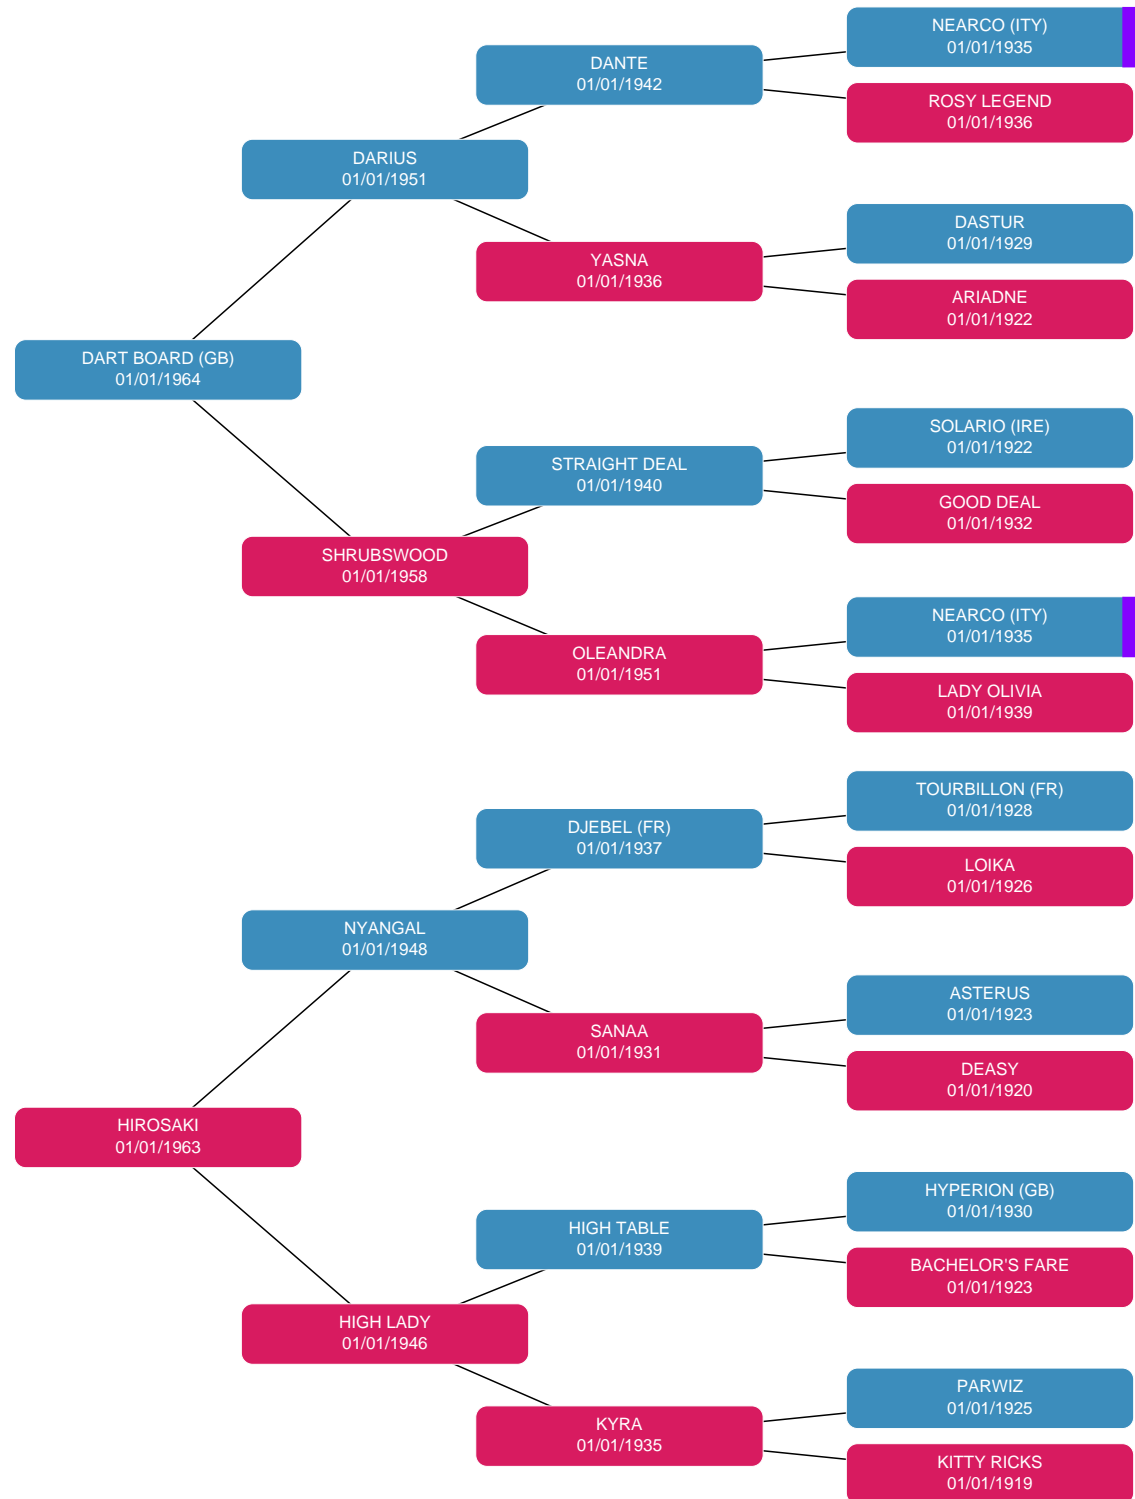 NEARCO (ITY)
01/01/1935
DANTE
01/01/1942
ROSY LEGEND
01/01/1936
DARIUS
01/01/1951
DASTUR
01/01/1929
YASNA
01/01/1936
ARIADNE
01/01/1922
DART BOARD (GB)
01/01/1964
SOLARIO (IRE)
01/01/1922
STRAIGHT DEAL
01/01/1940
GOOD DEAL
01/01/1932
SHRUBSWOOD
01/01/1958
NEARCO (ITY)
01/01/1935
OLEANDRA
01/01/1951
LADY OLIVIA
01/01/1939
TOURBILLON (FR)
01/01/1928
DJEBEL (FR)
01/01/1937
LOIKA
01/01/1926
NYANGAL
01/01/1948
ASTERUS
01/01/1923
SANAA
01/01/1931
DEASY
01/01/1920
HIROSAKI
01/01/1963
HYPERION (GB)
01/01/1930
HIGH TABLE
01/01/1939
BACHELOR'S FARE
01/01/1923
HIGH LADY
01/01/1946
PARWIZ
01/01/1925
KYRA
01/01/1935
KITTY RICKS
01/01/1919